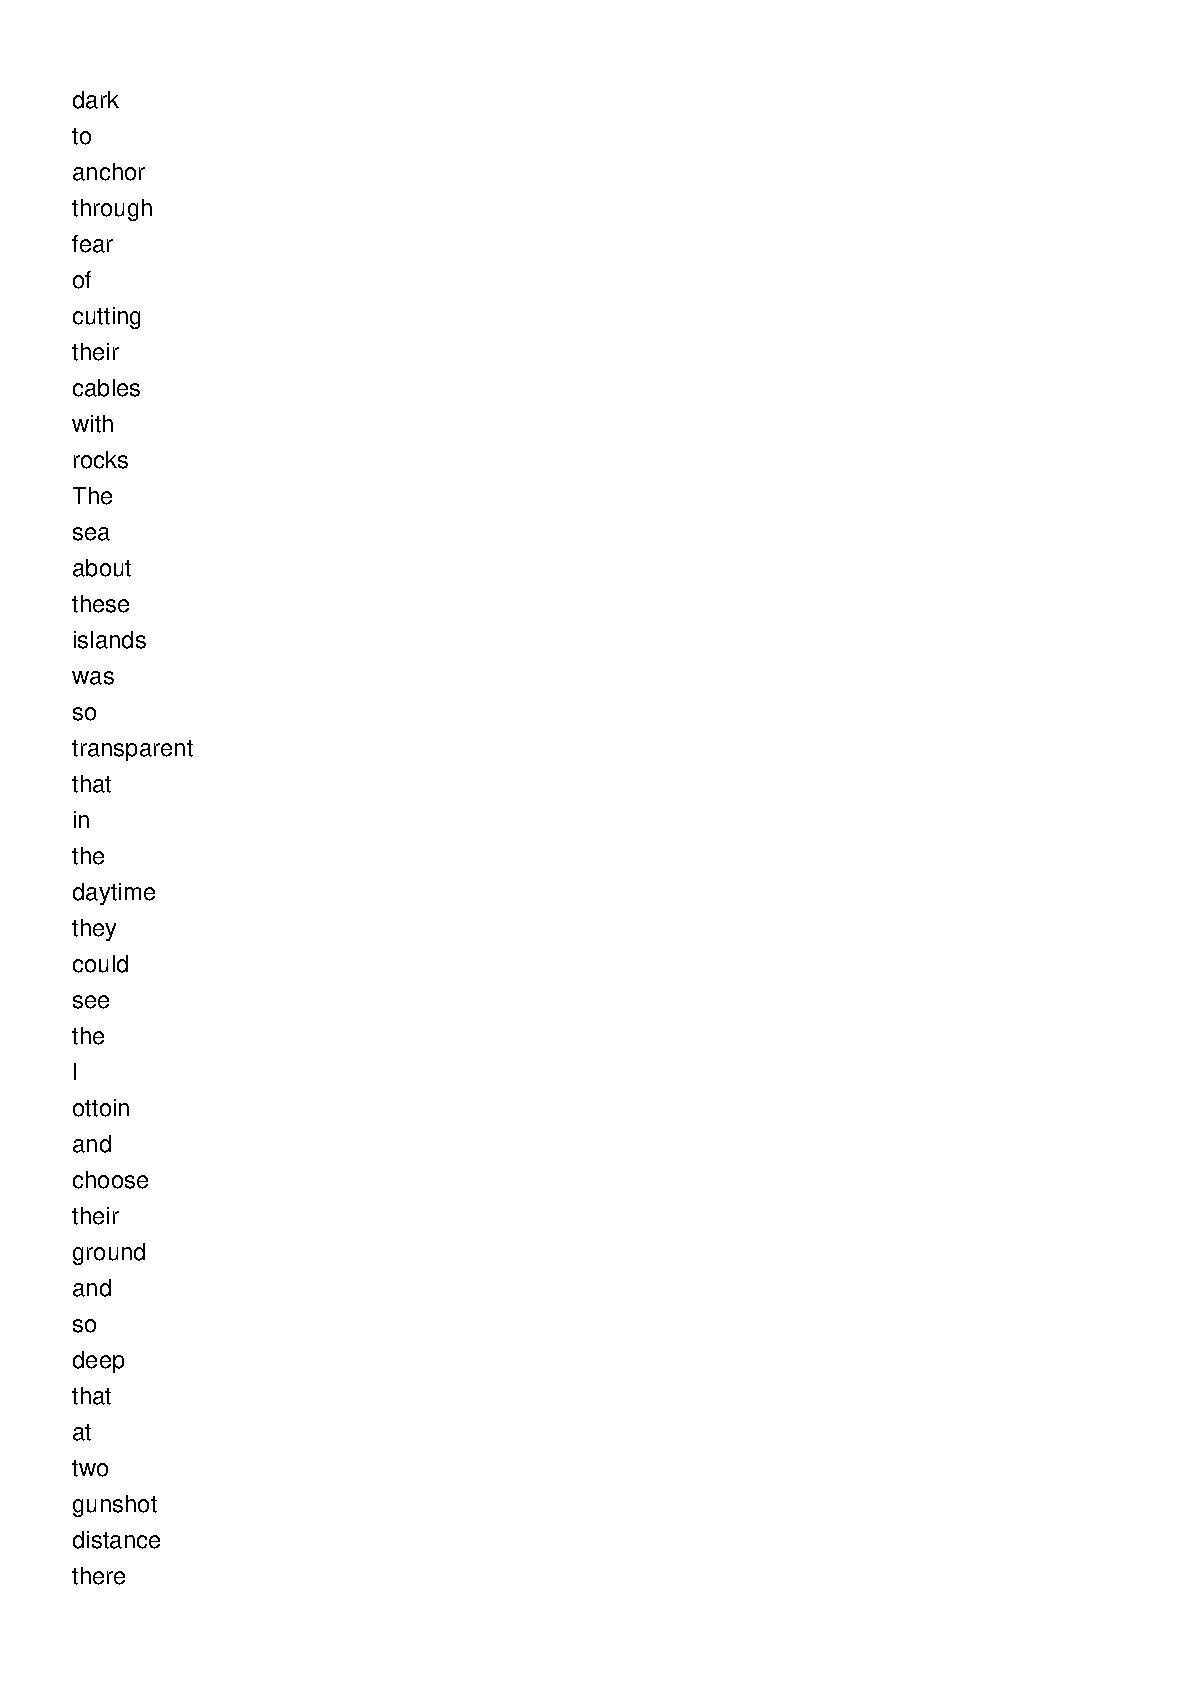 dark
to
anchor
through
fear
of
cutting
their
cables
with
rocks
The
sea
about
these
islands
was
so
transparent
that
in
the
daytime
they
could
see
the
I
ottoin
and
choose
their
ground
and
so
deep
that
at
two
gunshot
distance
there